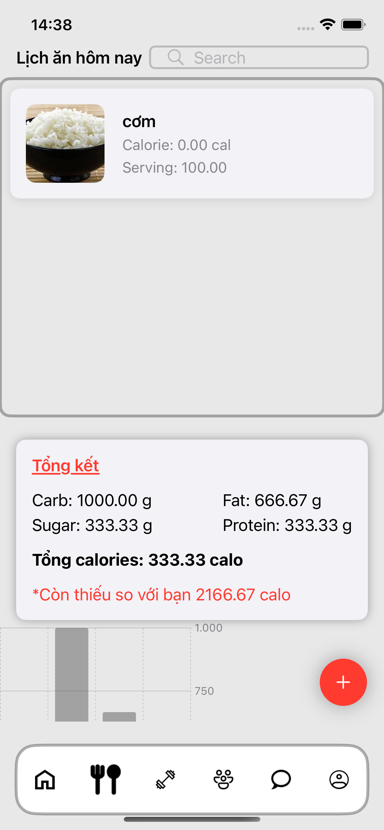 14:38
Lịch ăn hôm nay
Search
cơm
Calorie: 0.00 cal
Serving: 100.00
Tổng kết
Carb: 1000.00 g Fat: 666.67 g
Sugar: 333.33 g Protein: 333.33 g
Tổng calories: 333.33 calo
*Còn thiếu so với bạn 2166.67 calo
1.000
750